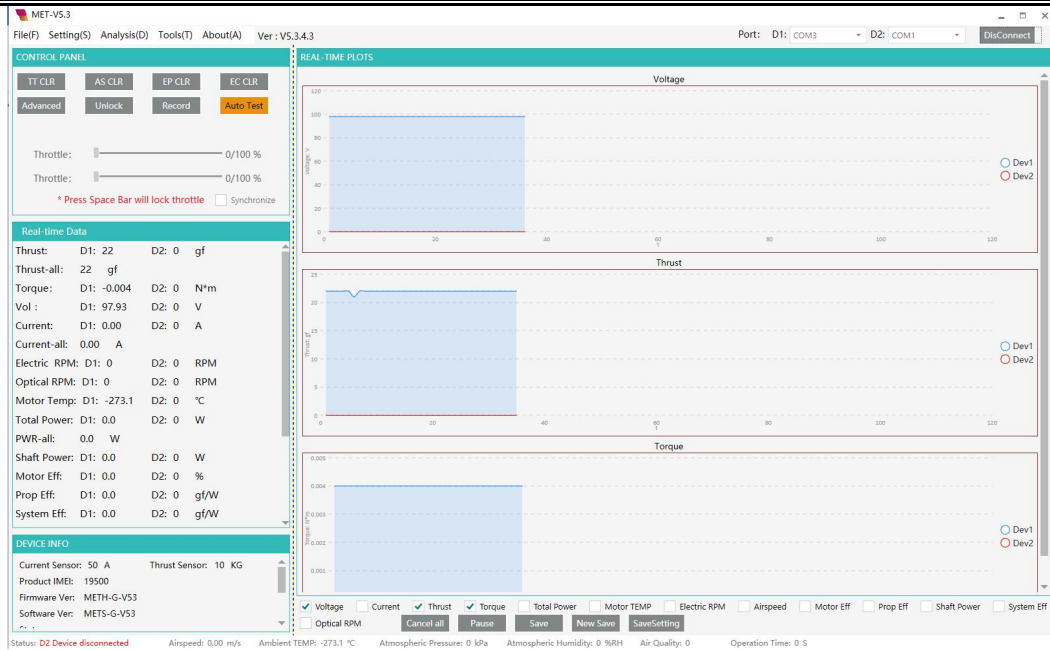 MET-V5.3
File(F) Setting(S) Analysis(D) Tools(T) About(A) Ver : V5.3.4.3 Port: D1: COM3 D2: COM1 DisConnect
CONTROL PANEL
TT CLR AS CLR EP CLR EC CLR
Advanced Unlock Record Auto Test
Throttle: 0/100 %
Throttle: 0/100 %
* Press Space Bar will lock throttle Synchronize
Real-time Data
Thrust: D1: 22 D2: 0 gf
Thrust-all: 22 gf
Torque: D1: -0.004 D2: 0 N*m
Vol : D1: 97.93 D2: 0 V
Current: D1: 0.00 D2: 0 A
Current-all: 0.00 A
Electric RPM: D1: 0 D2: 0 RPM
Optical RPM: D1: 0 D2: 0 RPM
Motor Temp: D1: -273.1 D2: 0 ℃
Total Power: D1: 0.0 D2: 0 W
PWR-all: 0.0 W
Shaft Power: D1: 0.0 D2: 0 W
Motor Eff: D1: 0.0 D2: 0 %
Prop Eff: D1: 0.0 D2: 0 gf/W
System Eff: D1: 0.0 D2: 0 gf/W
DEVICE INFO
Current Sensor: 50 A Thrust Sensor: 10 KG
Product IMEI: 19500
Firmware Ver: METH-G-V53
Software Ver: METS-G-V53
REAL-TIME PLOTS
Voltage
120
100
80
60
40
20
0
Voltage: V
0 20 40 60 80 100 120
t
Dev1
Dev2
Thrust
25
20
15
10
5
0
Thrust: gf
0 20 40 60 80 100 120
t
Dev1
Dev2
Torque
0.005
0.004
0.003
0.002
0.001
Torque: N*m
Dev1
Dev2
Voltage Current Thrust Torque Total Power Motor TEMP Electric RPM Airspeed Motor Eff Prop Eff Shaft Power System Eff
Optical RPM Cancel all Pause Save New Save SaveSetting
Status: D2 Device disconnected Airspeed: 0.00 m/s Ambient TEMP: -273.1 ℃ Atmospheric Pressure: 0 kPa Atmospheric Humidity: 0 %RH Air Quality: 0 Operation Time: 0 S